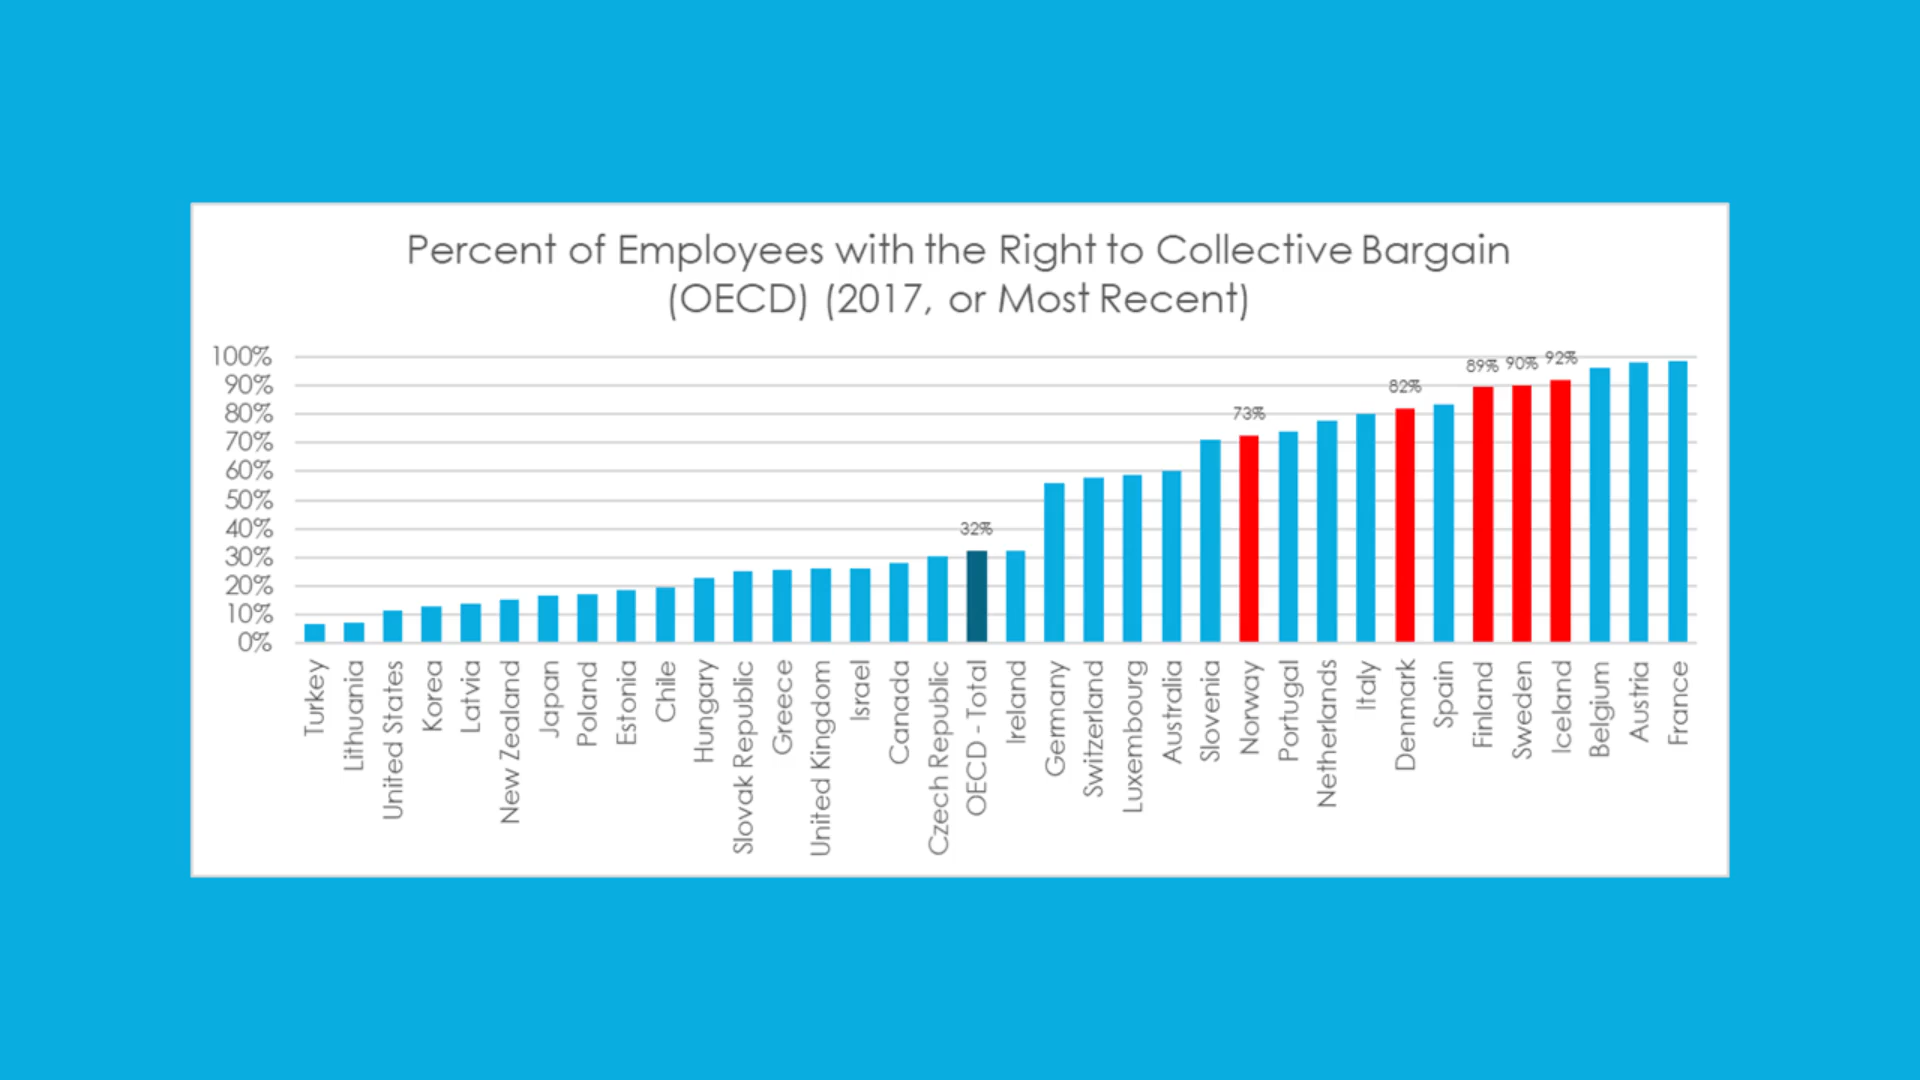 Percent of Employees with the Right to Collective Bargain
(OECD) (2017, or Most Recent)
100%
90%
80%
70%
60%
50%
40%
30%
20%
10%
0%
32%
73%
82%
89%
90%
92%
Turkey
Lithuania
United States
Korea
Latvia
New Zealand
Japan
Poland
Estonia
Chile
Hungary
Slovak Republic
Greece
United Kingdom
Israel
Canada
Czech Republic
OECD - Total
Ireland
Germany
Switzerland
Luxembourg
Australia
Slovenia
Norway
Portugal
Netherlands
Italy
Denmark
Spain
Finland
Sweden
Iceland
Belgium
Austria
France